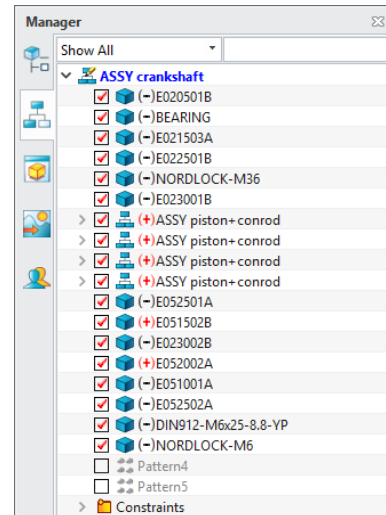 Manager
Show All
ASSY crankshaft
(-)E020501B
(-)BEARING
(-)E021503A
(-)E022501B
(-)NORDLOCK-M36
(-)E023001B
(+)ASSY piston+conrod
(+)ASSY piston+conrod
(+)ASSY piston+conrod
(+)ASSY piston+conrod
(-)E052501A
(+)E051502B
(-)E023002B
(+)E052002A
(-)E051001A
(-)E052502A
(-)DIN912-M6x25-8.8-YP
(-)NORDLOCK-M6
Pattern4
Pattern5
Constraints